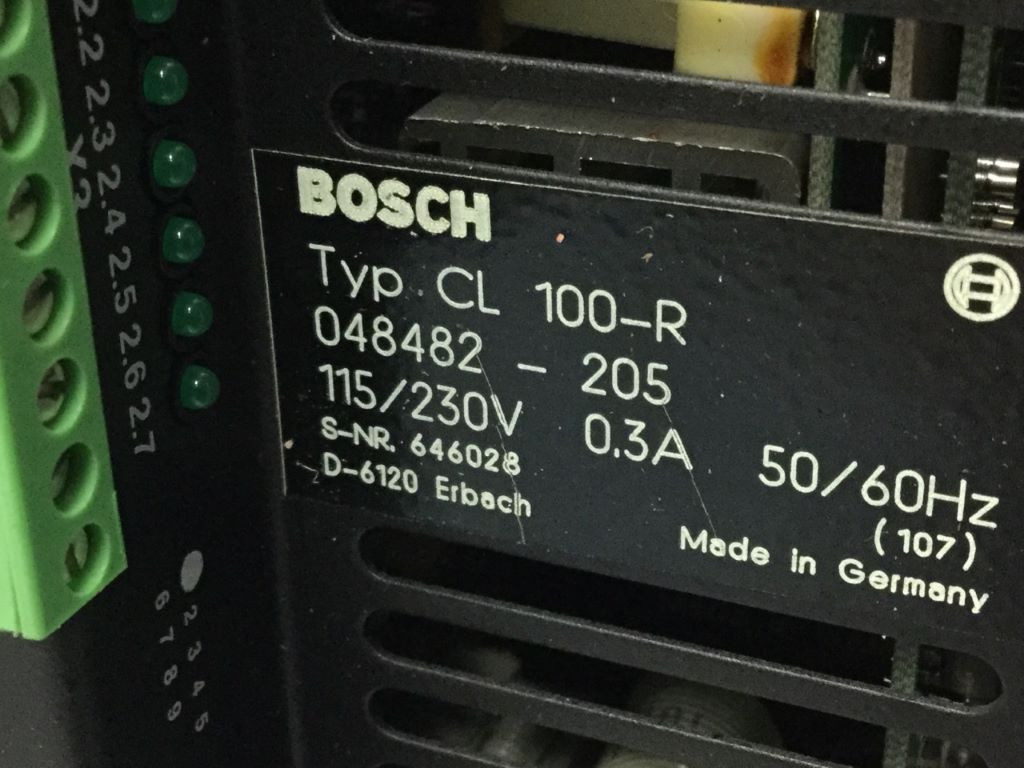 2.2 2.3 2.4 2.5 2.6 2.7
X2
BOSCH
Typ CL 100-R
048482 - 205
115/230V 0.3A 50/60Hz
S-NR. 646028 (107)
D-6120 Erbach Made in Germany
2 3 4 5
6 7 8 9